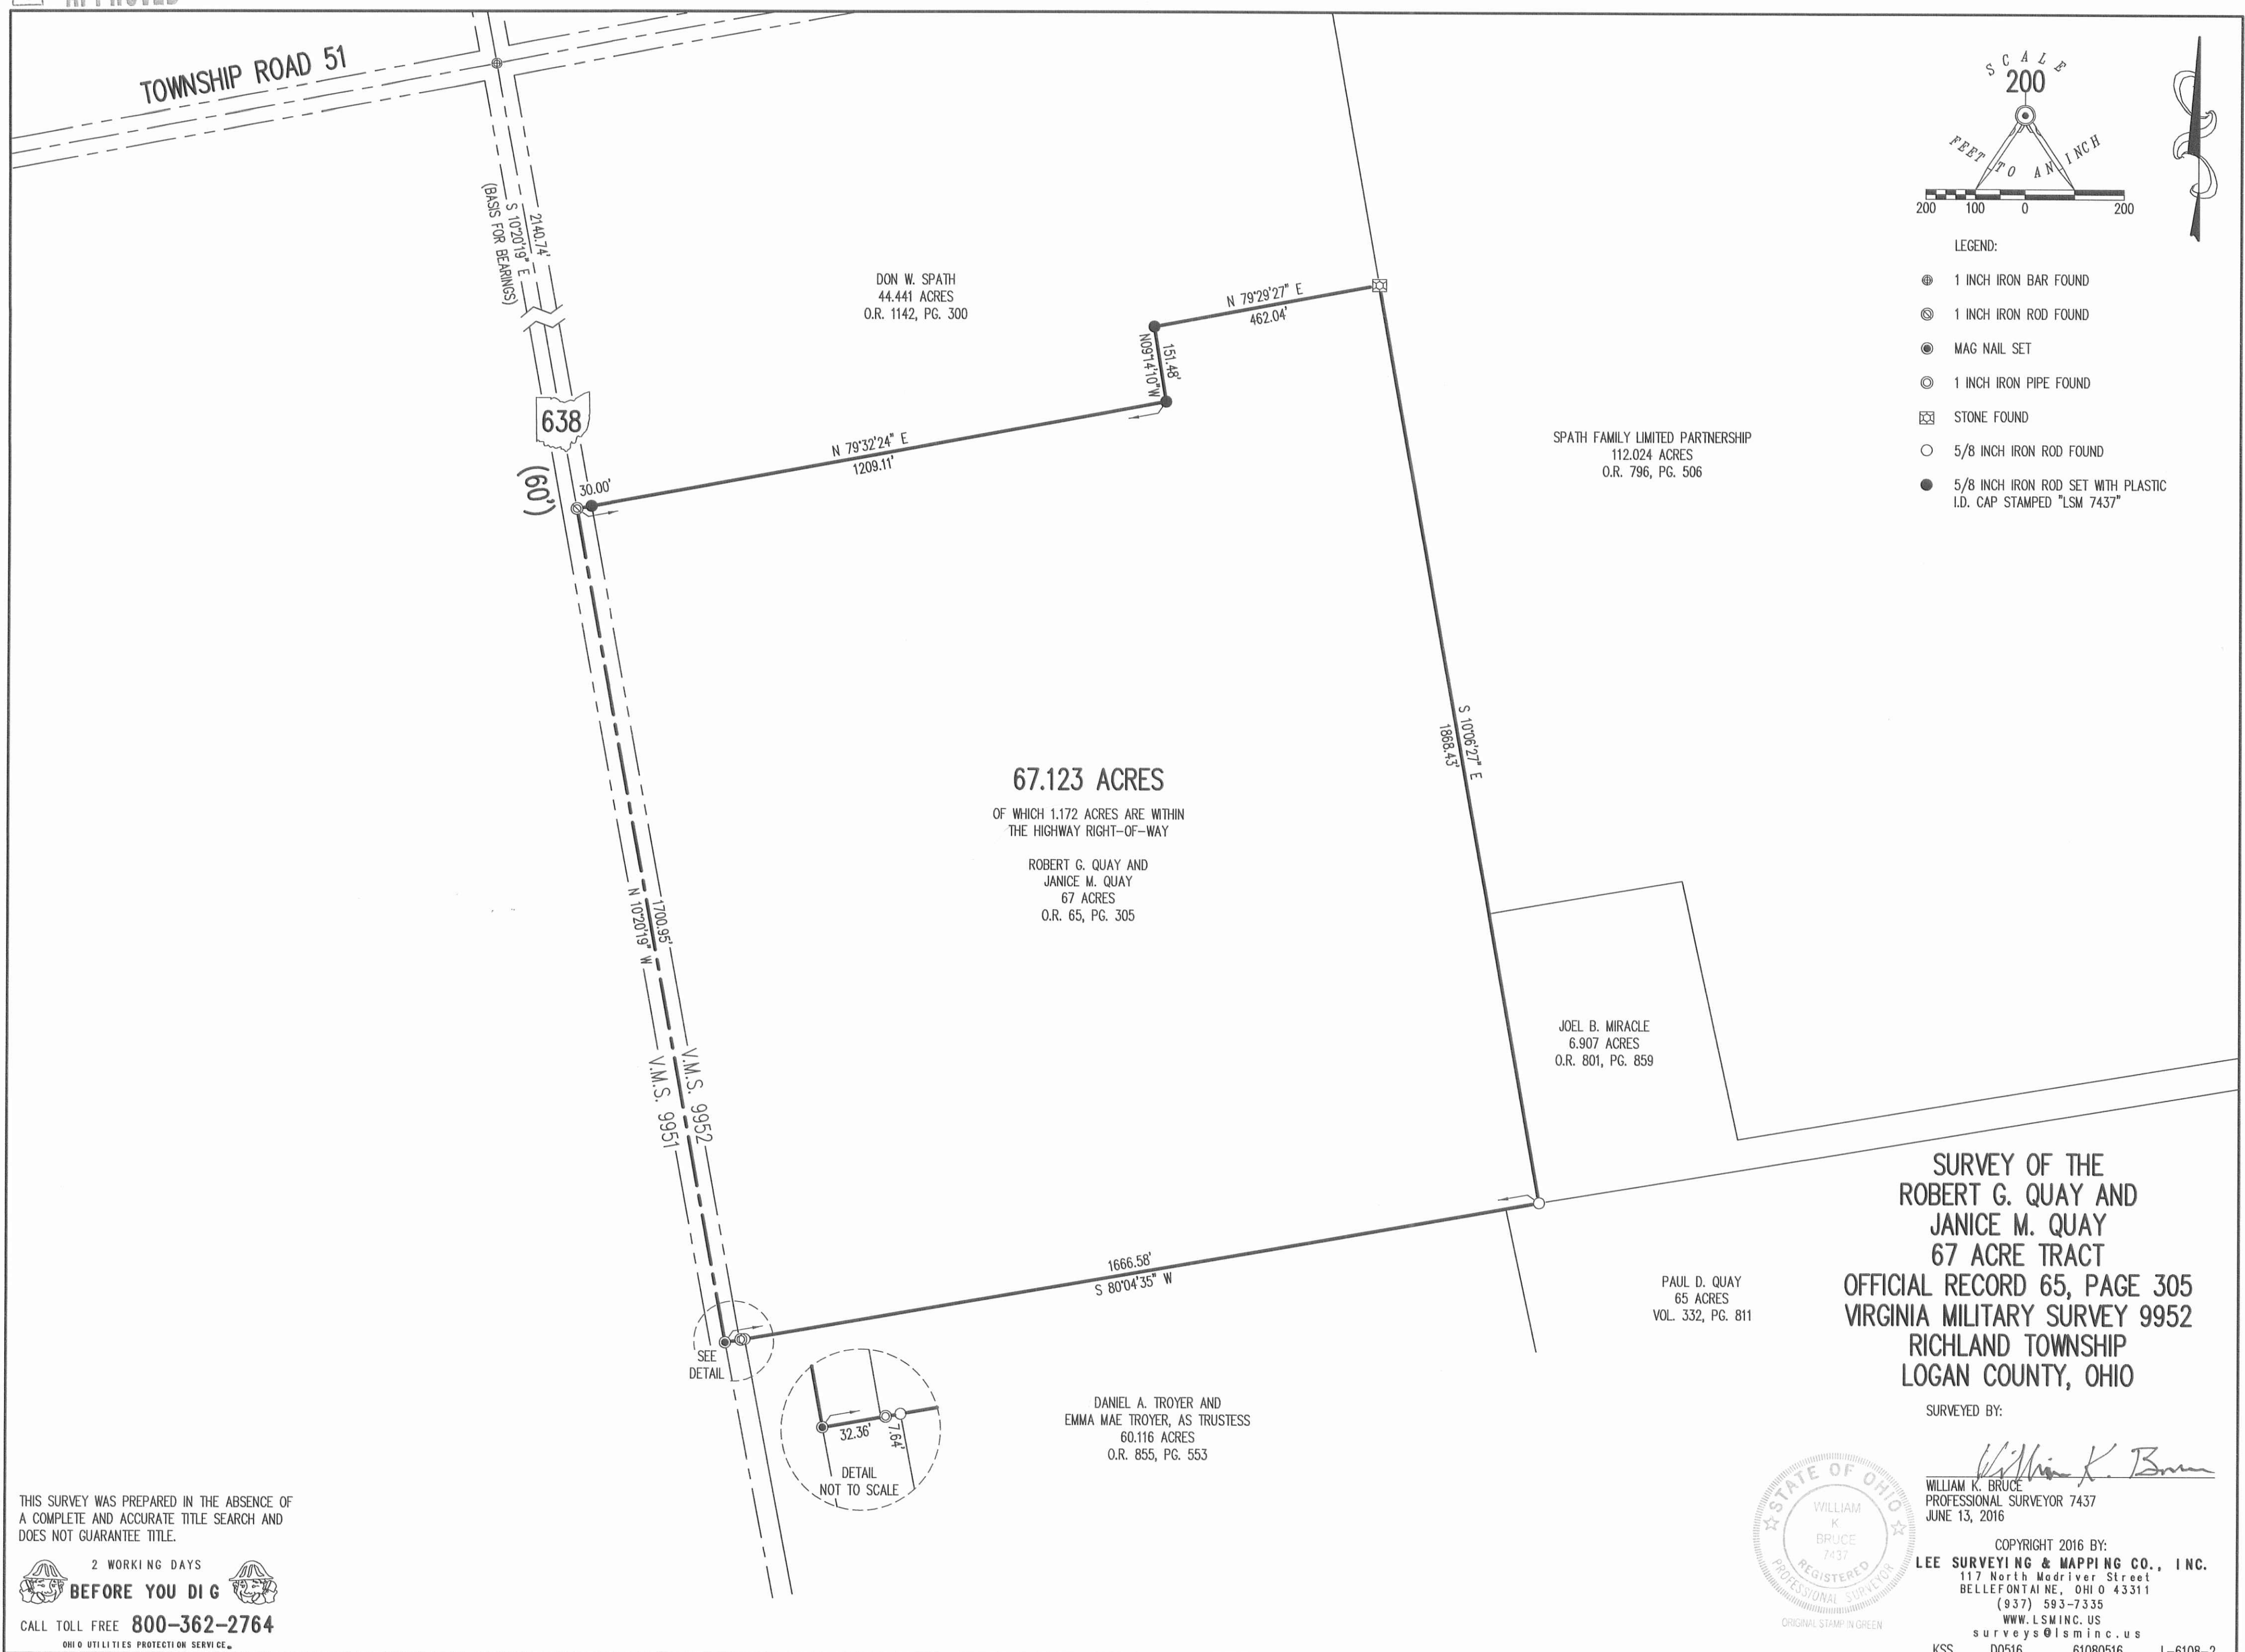 APPROVED
TOWNSHIP ROAD 51
2140.74'
S 10°20'19" E
(BASIS FOR BEARINGS)
638
(60')
DON W. SPATH
44.441 ACRES
O.R. 1142, PG. 300
N 79°29'27" E
462.04'
151.48'
N09°14'10"W
N 79°32'24" E
1209.11'
30.00'
SPATH FAMILY LIMITED PARTNERSHIP
112.024 ACRES
O.R. 796, PG. 506
SCALE
200
FEET TO AN INCH
200 100 0 200
LEGEND:
1 INCH IRON BAR FOUND
1 INCH IRON ROD FOUND
MAG NAIL SET
1 INCH IRON PIPE FOUND
STONE FOUND
5/8 INCH IRON ROD FOUND
5/8 INCH IRON ROD SET WITH PLASTIC
I.D. CAP STAMPED "LSM 7437"
S 10°06'27" E
1868.43'
67.123 ACRES
OF WHICH 1.172 ACRES ARE WITHIN
THE HIGHWAY RIGHT-OF-WAY
ROBERT G. QUAY AND
JANICE M. QUAY
67 ACRES
O.R. 65, PG. 305
1700.95'
N 10°20'19" W
V.M.S. 9952
V.M.S. 9951
JOEL B. MIRACLE
6.907 ACRES
O.R. 801, PG. 859
1666.58'
S 80°04'35" W
PAUL D. QUAY
65 ACRES
VOL. 332, PG. 811
SEE
DETAIL
32.36'
7.64'
DETAIL
NOT TO SCALE
DANIEL A. TROYER AND
EMMA MAE TROYER, AS TRUSTESS
60.116 ACRES
O.R. 855, PG. 553
SURVEY OF THE
ROBERT G. QUAY AND
JANICE M. QUAY
67 ACRE TRACT
OFFICIAL RECORD 65, PAGE 305
VIRGINIA MILITARY SURVEY 9952
RICHLAND TOWNSHIP
LOGAN COUNTY, OHIO
SURVEYED BY:
William K. Bruce
WILLIAM K. BRUCE
PROFESSIONAL SURVEYOR 7437
JUNE 13, 2016
STATE OF OHIO
WILLIAM
K
BRUCE
7437
REGISTERED
PROFESSIONAL SURVEYOR
ORIGINAL STAMP IN GREEN
COPYRIGHT 2016 BY:
LEE SURVEYING & MAPPING CO., INC.
117 North Madriver Street
BELLEFONTAINE, OHIO 43311
(937) 593-7335
WWW.LSMINC.US
surveys@lsminc.us
KSS D0516 61080516 L-6108-2
THIS SURVEY WAS PREPARED IN THE ABSENCE OF
A COMPLETE AND ACCURATE TITLE SEARCH AND
DOES NOT GUARANTEE TITLE.
2 WORKING DAYS
BEFORE YOU DIG
CALL TOLL FREE 800-362-2764
OHIO UTILITIES PROTECTION SERVICE